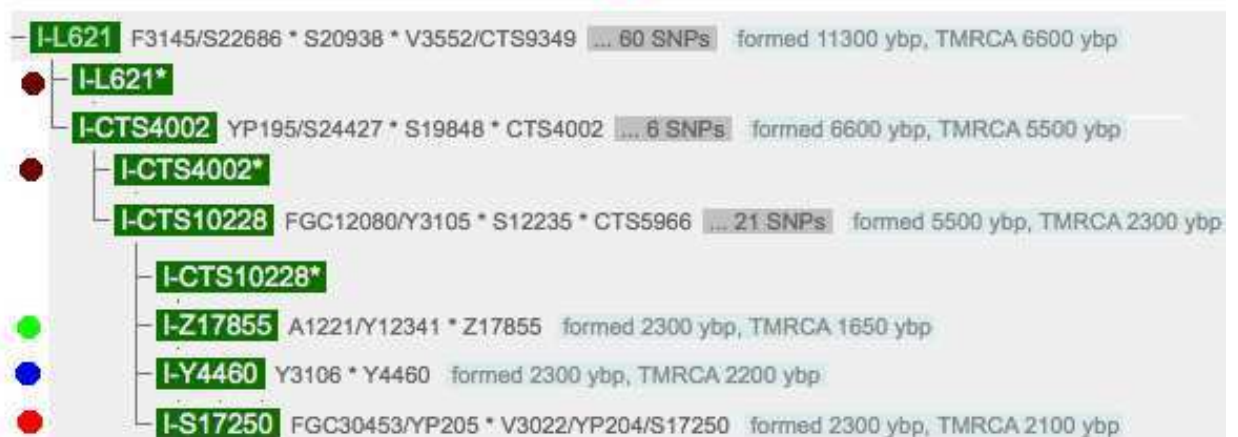 I-L621 F3145/S22686 * S20938 * V3552/CTS9349 ... 60 SNPs formed 11300 ybp, TMRCA 6600 ybp
I-L621*
I-CTS4002 YP195/S24427 * S19848 * CTS4002 ... 6 SNPs formed 6600 ybp, TMRCA 5500 ybp
I-CTS4002*
I-CTS10228 FGC12080/Y3105 * S12235 * CTS5966 ... 21 SNPs formed 5500 ybp, TMRCA 2300 ybp
I-CTS10228*
I-Z17855 A1221/Y12341 * Z17855 formed 2300 ybp, TMRCA 1650 ybp
I-Y4460 Y3106 * Y4460 formed 2300 ybp, TMRCA 2200 ybp
I-S17250 FGC30453/YP205 * V3022/YP204/S17250 formed 2300 ybp, TMRCA 2100 ybp